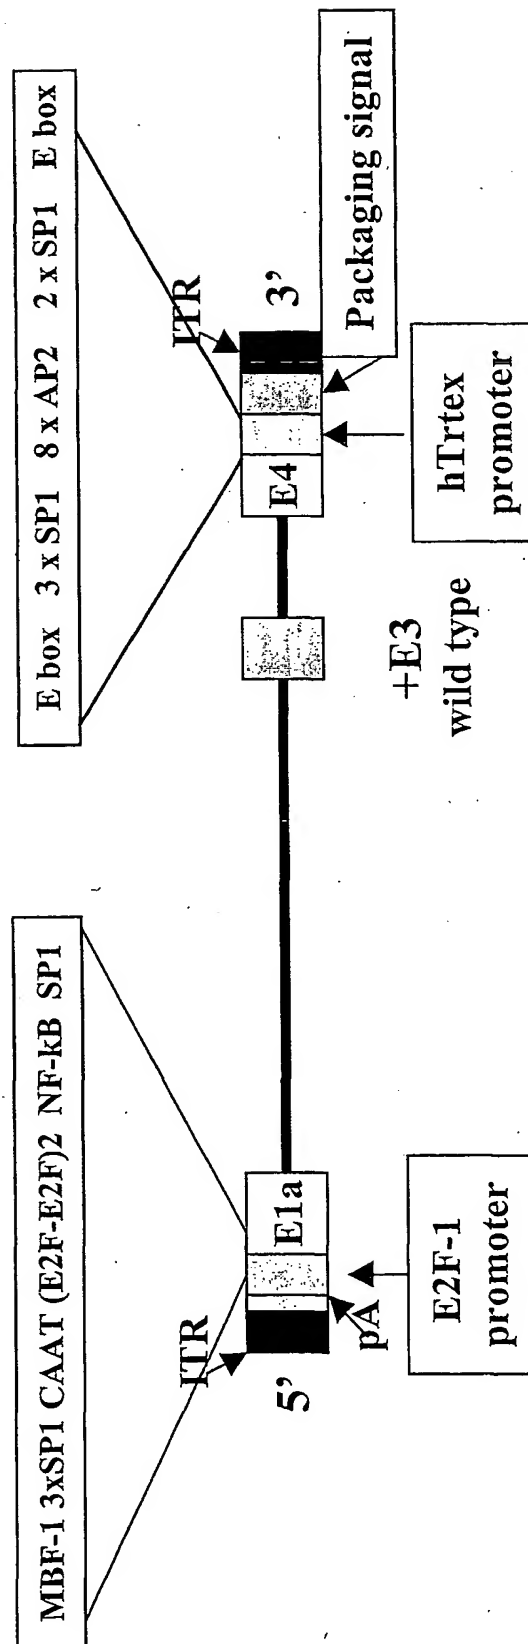 MBF-1 3xSP1 CAAT (E2F-E2F)2 NF-kB SP1
E box 3 x SP1 8 x AP2 2 x SP1 E box
ITR
5'
pA
E1a
E2F-1
promoter
+E3
wild type
E4
ITR
3'
Packaging signal
hTrtex
promoter